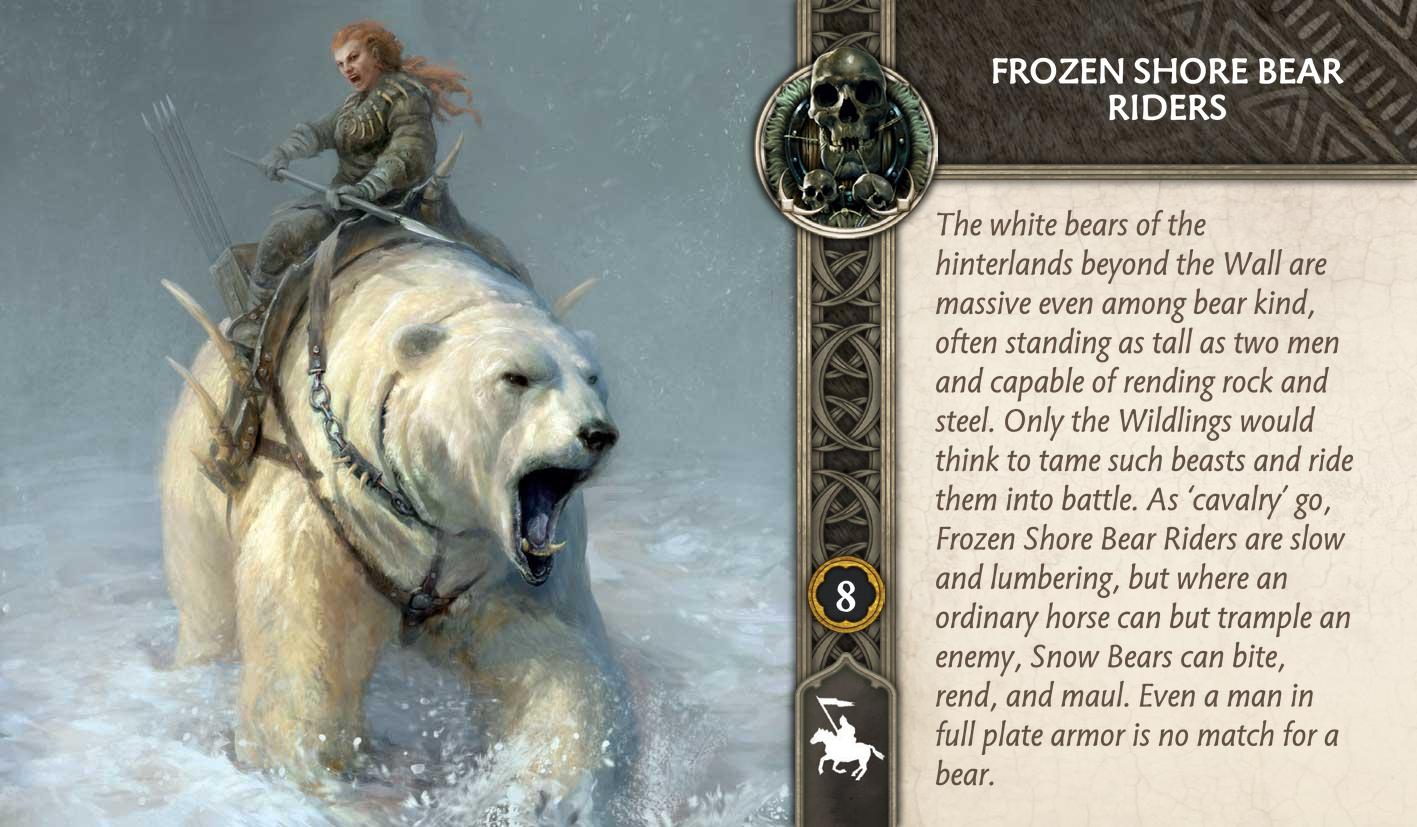 FROZEN SHORE BEAR
RIDERS
The white bears of the
hinterlands beyond the Wall are
massive even among bear kind,
often standing as tall as two men
and capable of rending rock and
steel. Only the Wildlings would
think to tame such beasts and ride
them into battle. As ‘cavalry’ go,
Frozen Shore Bear Riders are slow
and lumbering, but where an
ordinary horse can but trample an
enemy, Snow Bears can bite,
rend, and maul. Even a man in
full plate armor is no match for a
bear.
8